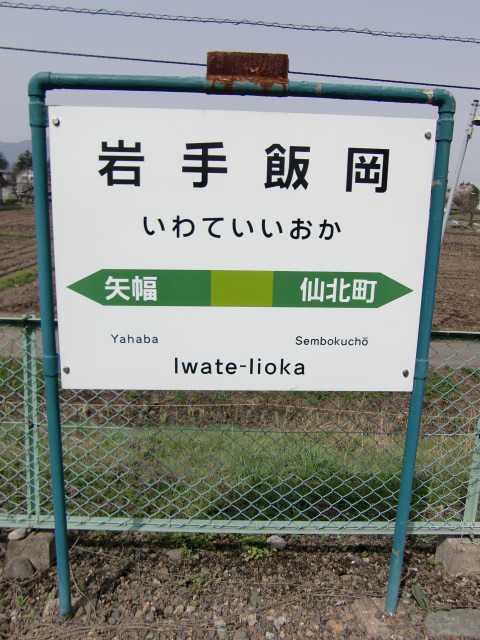 岩手飯岡
いわていいおか
矢幅 仙北町
Yahaba Sembokuchō
Iwate-Iioka